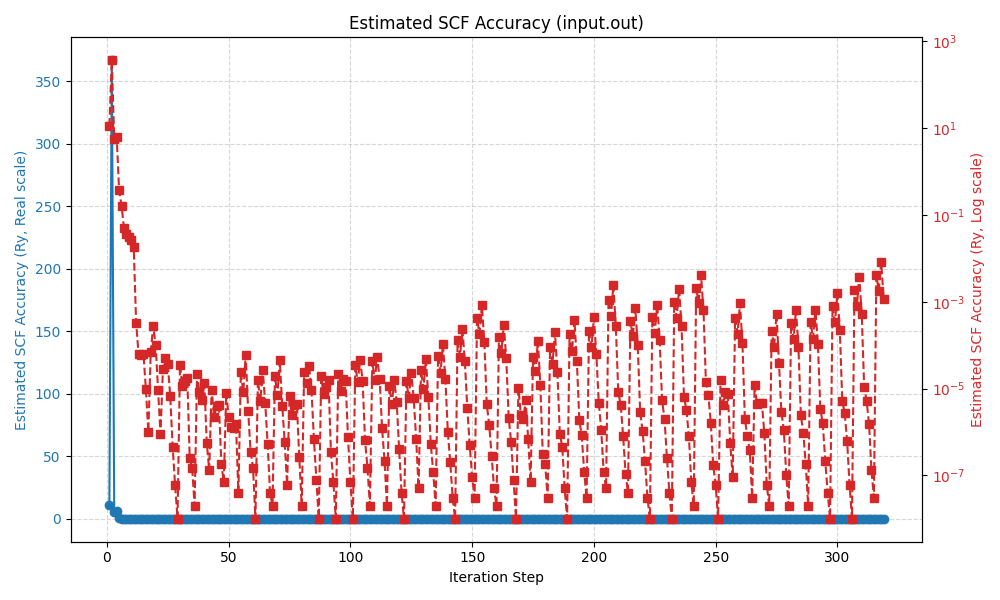 Estimated SCF Accuracy (input.out)
Estimated SCF Accuracy (Ry, Real scale)
350
300
250
200
150
100
50
0
10^3
10^1
10^-1
10^-3
10^-5
10^-7
Estimated SCF Accuracy (Ry, Log scale)
0 50 100 150 200 250 300
Iteration Step